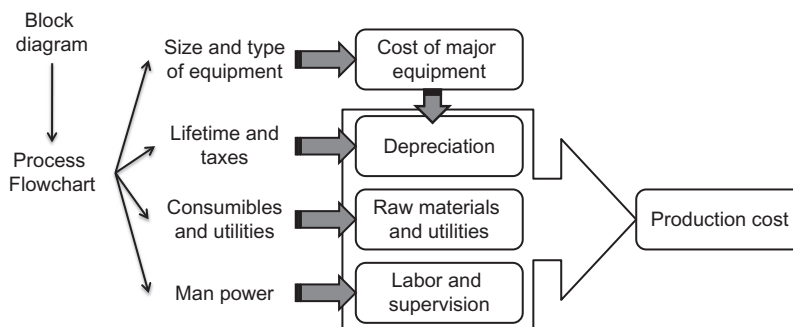 Block
diagram
Process
Flowchart
Size and type
of equipment
Lifetime and
taxes
Consumibles
and utilities
Man power
Cost of major
equipment
Depreciation
Raw materials
and utilities
Labor and
supervision
Production cost